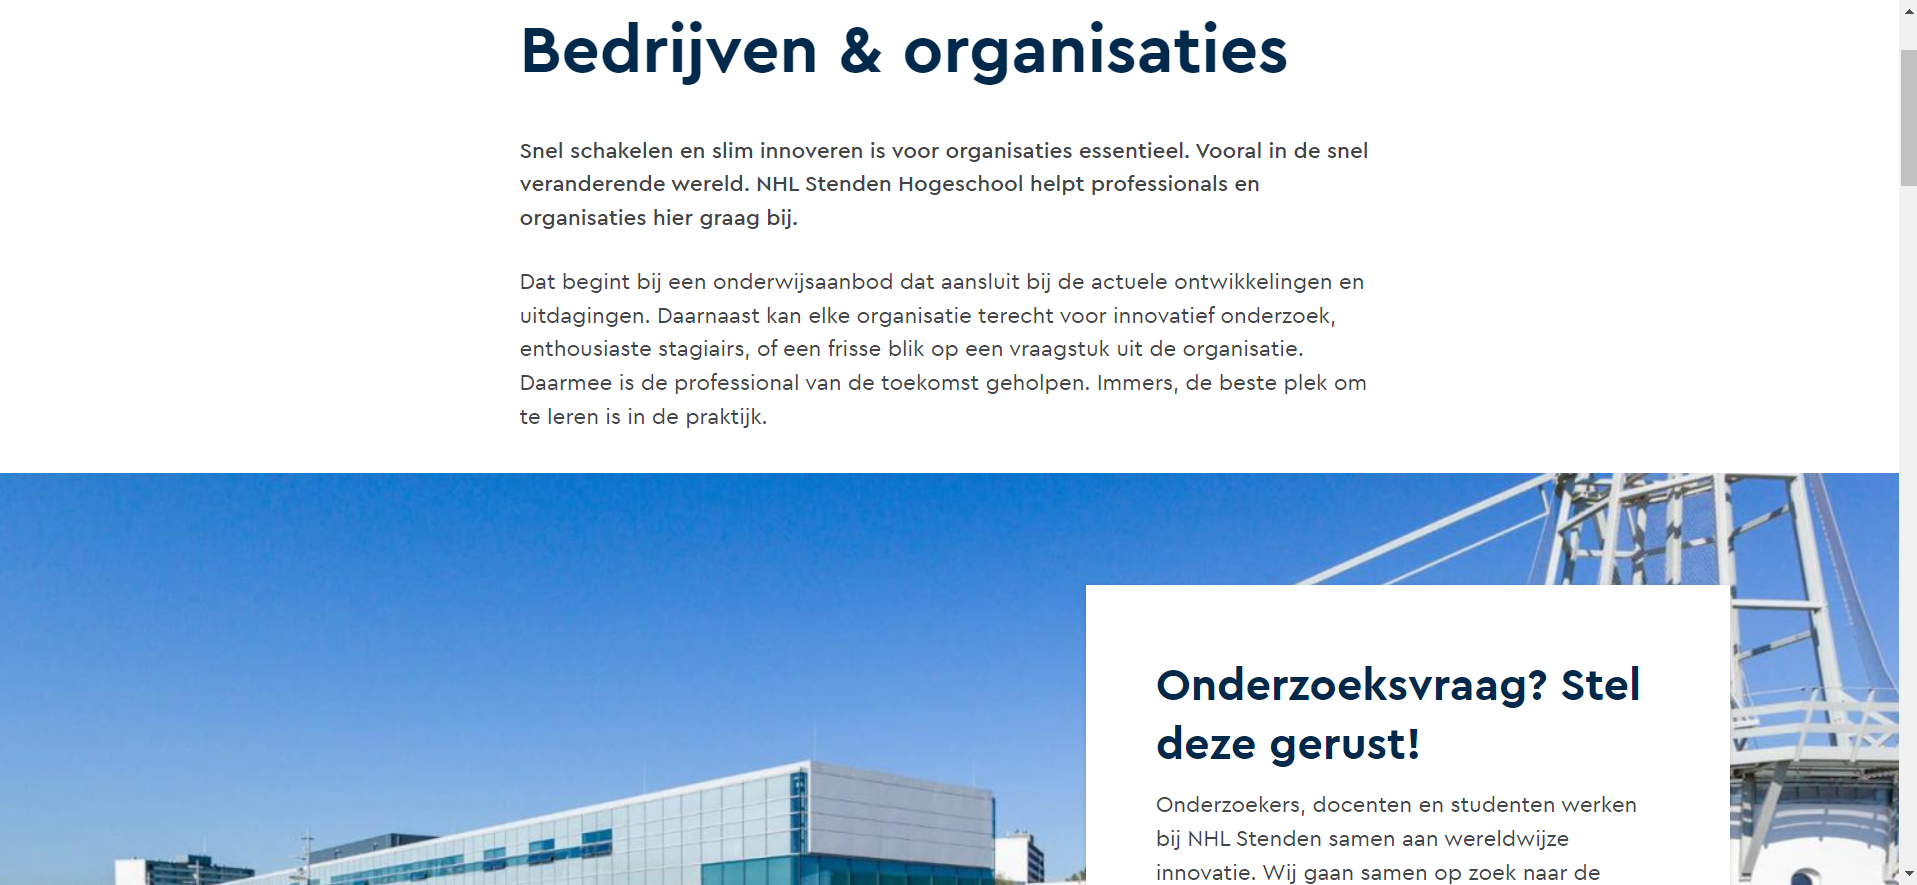 Bedrijven & organisaties
Snel schakelen en slim innoveren is voor organisaties essentieel. Vooral in de snel
veranderende wereld. NHL Stenden Hogeschool helpt professionals en
organisaties hier graag bij.
Dat begint bij een onderwijsaanbod dat aansluit bij de actuele ontwikkelingen en
uitdagingen. Daarnaast kan elke organisatie terecht voor innovatief onderzoek,
enthousiaste stagiairs, of een frisse blik op een vraagstuk uit de organisatie.
Daarmee is de professional van de toekomst geholpen. Immers, de beste plek om
te leren is in de praktijk.
Onderzoeksvraag? Stel
deze gerust!
Onderzoekers, docenten en studenten werken
bij NHL Stenden samen aan wereldwijze
innovatie. Wij gaan samen op zoek naar de